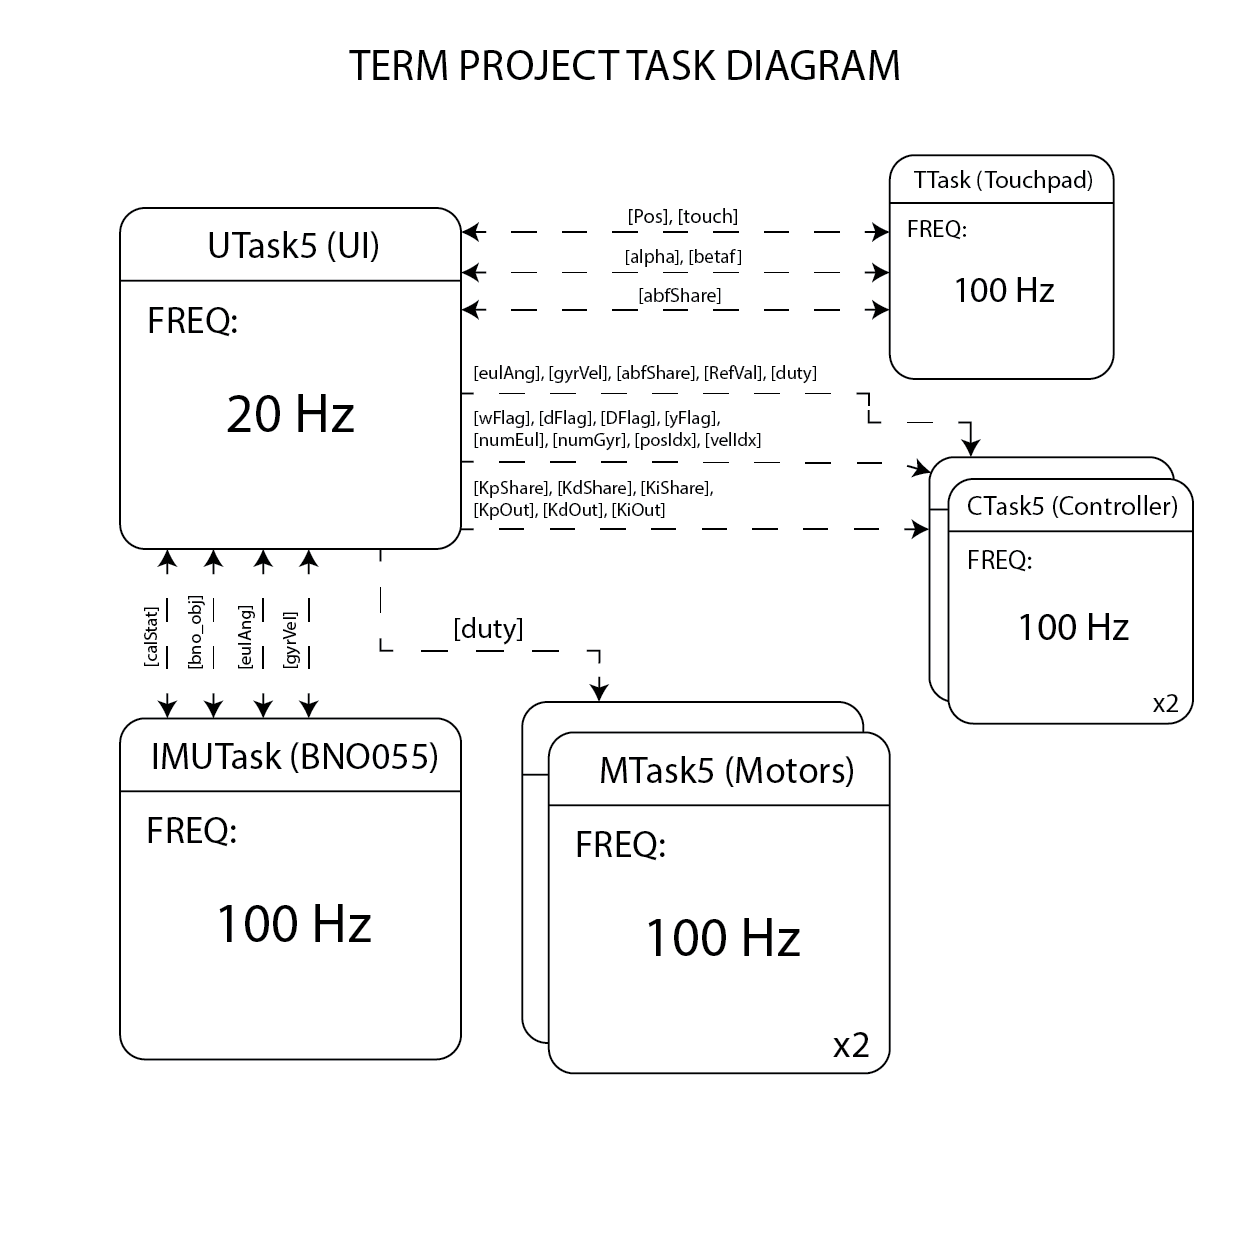 TERM PROJECT TASK DIAGRAM
TTask (Touchpad)
FREQ:
100 Hz
UTask5 (UI)
FREQ:
20 Hz
[Pos], [touch]
[alpha], [betaf]
[abfShare]
[eulAng], [gyrVel], [abfShare], [RefVal], [duty]
[wFlag], [dFlag], [DFlag], [yFlag],
[numEul], [numGyr], [posIdx], [velIdx]
[KpShare], [KdShare], [KiShare],
[KpOut], [KdOut], [KiOut]
CTask5 (Controller)
FREQ:
100 Hz
x2
[calStat]
[bno_obj]
[eulAng]
[gyrVel]
[duty]
IMUTask (BNO055)
FREQ:
100 Hz
MTask5 (Motors)
FREQ:
100 Hz
x2